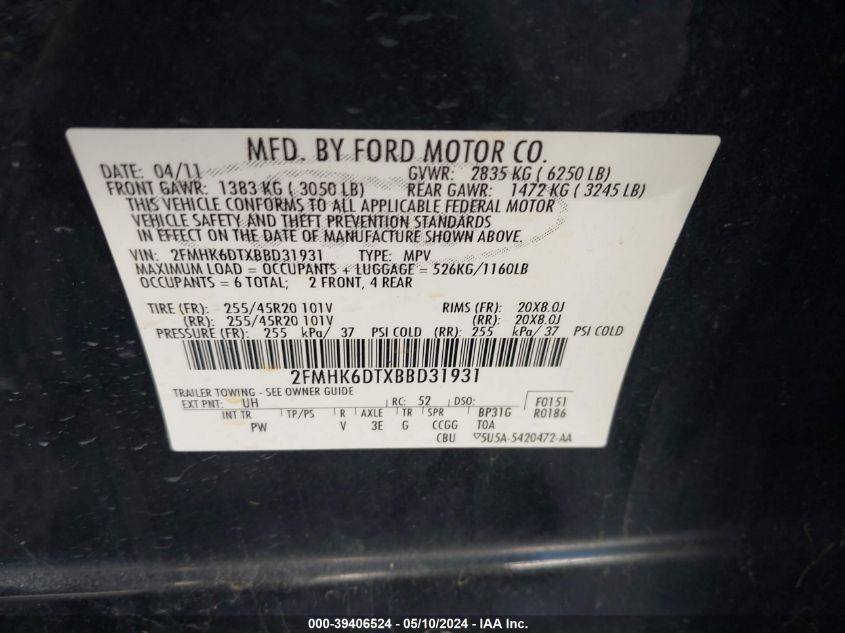 MFD. BY FORD MOTOR CO.
DATE: 04/11 GVWR: 2835 KG ( 6250 LB)
FRONT GAWR: 1383 KG ( 3050 LB) REAR GAWR: 1472 KG ( 3245 LB)
THIS VEHICLE CONFORMS TO ALL APPLICABLE FEDERAL MOTOR
VEHICLE SAFETY AND THEFT PREVENTION STANDARDS
IN EFFECT ON THE DATE OF MANUFACTURE SHOWN ABOVE.
VIN: 2FMHK6DTXBBD31931 TYPE: MPV
MAXIMUM LOAD = OCCUPANTS + LUGGAGE = 526KG/1160LB
OCCUPANTS = 6 TOTAL; 2 FRONT, 4 REAR
TIRE (FR): 255/45R20 101V RIMS (FR): 20X8.0J
(RR): 255/45R20 101V (RR): 20X8.0J
PRESSURE (FR): 255 kPa/ 37 PSI COLD (RR): 255 kPa/ 37 PSI COLD
2FMHK6DTXBBD31931
TRAILER TOWING - SEE OWNER GUIDE
EXT PNT: UH RC: 52 DSO: F0151
INT TR TP/PS R AXLE TR SPR BP31G R0186
PW V 3E G CCGG TOA
CBU 5U5A-5420472-AA
000-39406524 - 05/10/2024 - IAA Inc.